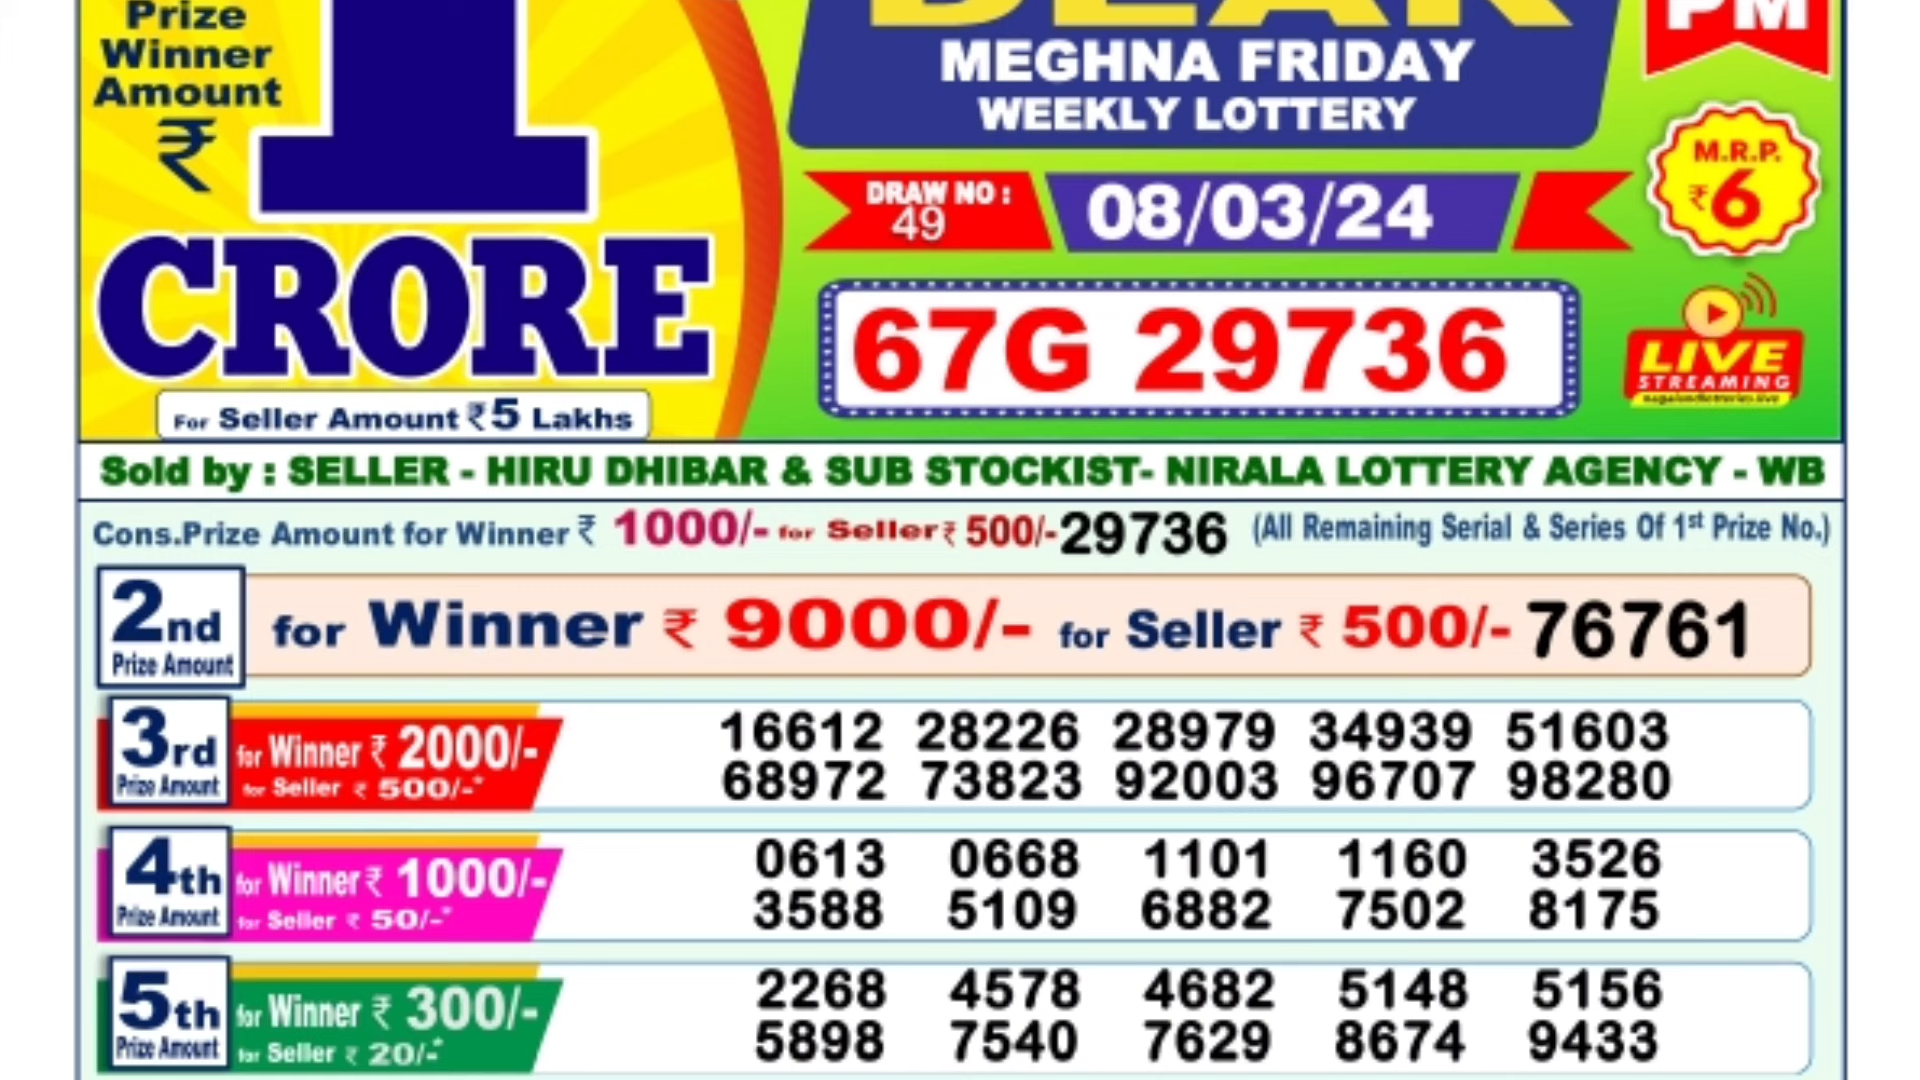 Prize
Winner
Amount
₹
1
CRORE
For Seller Amount ₹5 Lakhs
DEAR
MEGHNA FRIDAY
WEEKLY LOTTERY
PM
DRAW NO :
49
08/03/24
M.R.P.
₹6
67G 29736
LIVE
STREAMING
Sold by : SELLER - HIRU DHIBAR & SUB STOCKIST- NIRALA LOTTERY AGENCY - WB
Cons.Prize Amount for Winner ₹ 1000/- for Seller ₹ 500/- 29736 (All Remaining Serial & Series Of 1st Prize No.)
2nd
Prize Amount
for Winner ₹ 9000/- for Seller ₹ 500/- 76761
3rd
Prize Amount
for Winner ₹ 2000/-
for Seller ₹ 500/-*
16612 28226 28979 34939 51603
68972 73823 92003 96707 98280
4th
Prize Amount
for Winner ₹ 1000/-
for Seller ₹ 50/-*
0613 0668 1101 1160 3526
3588 5109 6882 7502 8175
5th
Prize Amount
for Winner ₹ 300/-
for Seller ₹ 20/-*
2268 4578 4682 5148 5156
5898 7540 7629 8674 9433